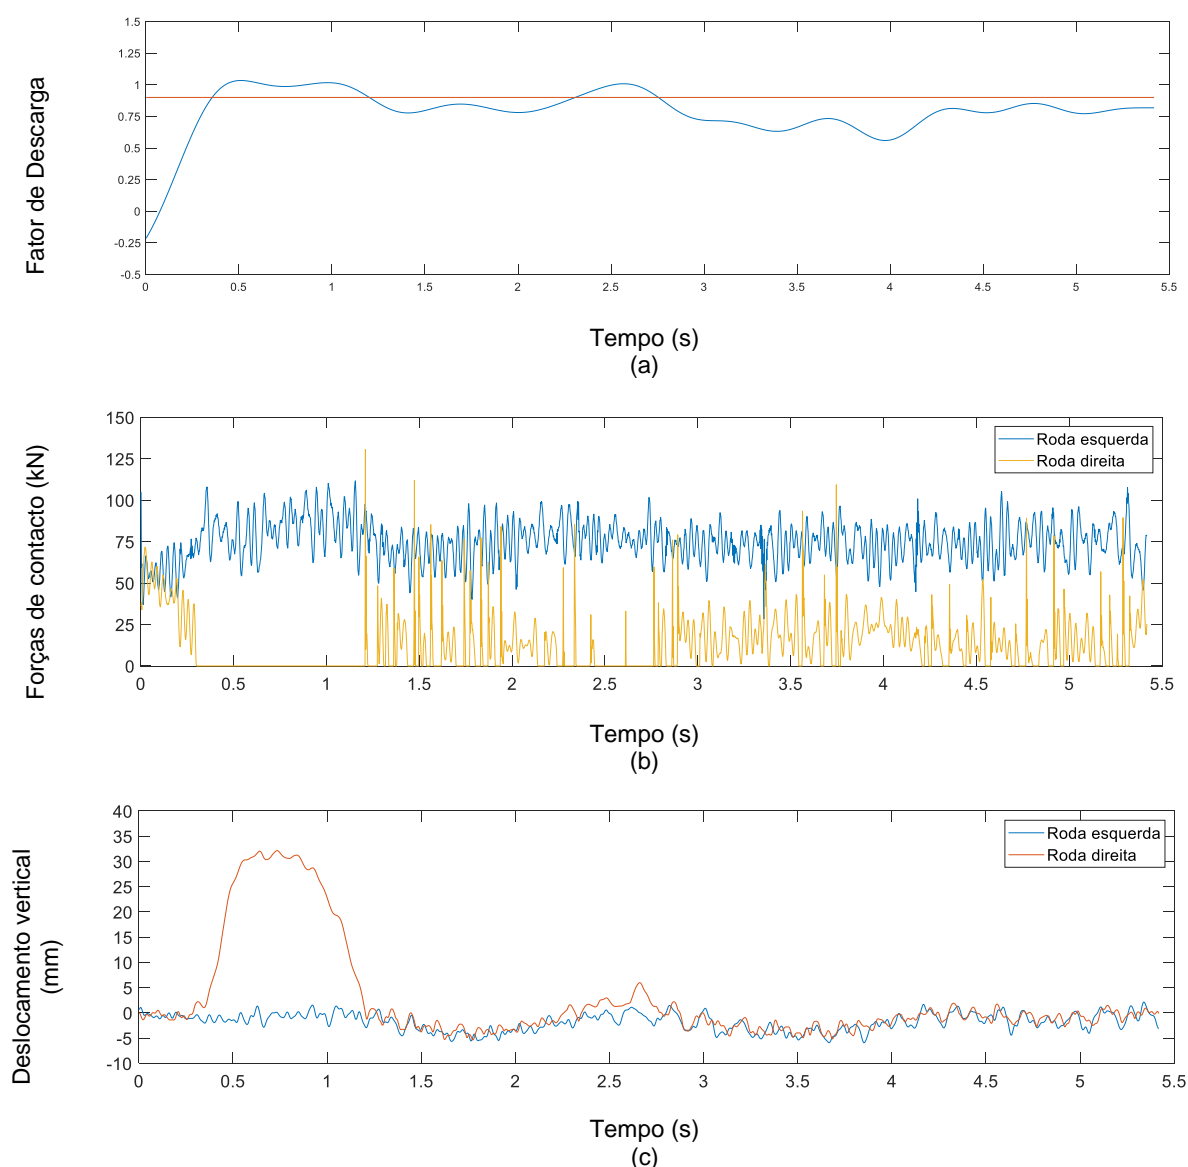 1.5
1.25
1
0.75
0.5
0.25
0
-0.25
-0.5
Fator de Descarga
0 0.5 1 1.5 2 2.5 3 3.5 4 4.5 5 5.5
Tempo (s)
(a)
150
125
100
75
50
25
0
Forças de contacto (kN)
Roda esquerda
Roda direita
0 0.5 1 1.5 2 2.5 3 3.5 4 4.5 5 5.5
Tempo (s)
(b)
40
35
30
25
20
15
10
5
0
-5
-10
Deslocamento vertical
(mm)
Roda esquerda
Roda direita
0 0.5 1 1.5 2 2.5 3 3.5 4 4.5 5 5.5
Tempo (s)
(c)